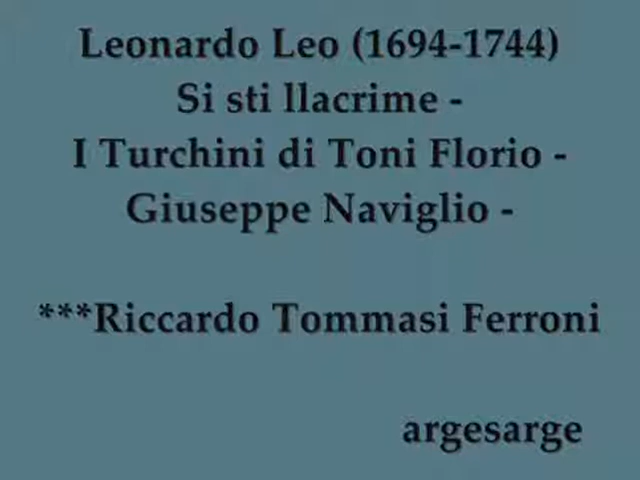 Leonardo Leo (1694-1744)
Si sti llacrime -
I Turchini di Toni Florio -
Giuseppe Naviglio -
***Riccardo Tommasi Ferroni
argesarge